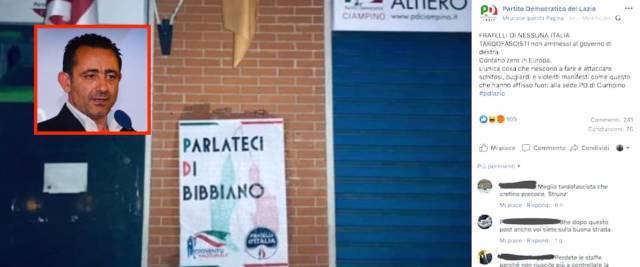 CIAMPINO
ALTIERO
www.pdciampino.it
PARLATECI
DI
BIBBIANO
GIOVENTÙ
NAZIONALE
FRATELLI
D'ITALIA
Partito Democratico del Lazio
Mi piace questa Pagina
FRATELLI DI NESSUNA ITALIA
TARDOFASCISTI non ammessi al governo di
destra.
Contano zero in Europa.
L'unica cosa che riescono a fare è attaccare
schifosi, bugiardi e violenti manifesti come questo
che hanno affisso fuori alla sede PD di Ciampino
#pdlazio
109
Commenti: 241
Condivisioni: 76
Mi piace Commenta Condividi
Più pertinenti
Meglio tardofascista che
cretino precoce. Strunz
Mi piace Rispondi 6 h
Bhe dopo questo
post anche voi siete sulla buona strada.
Mi piace Rispondi 1 g
Perdete le staffe
perché non riuscite più a controllare la